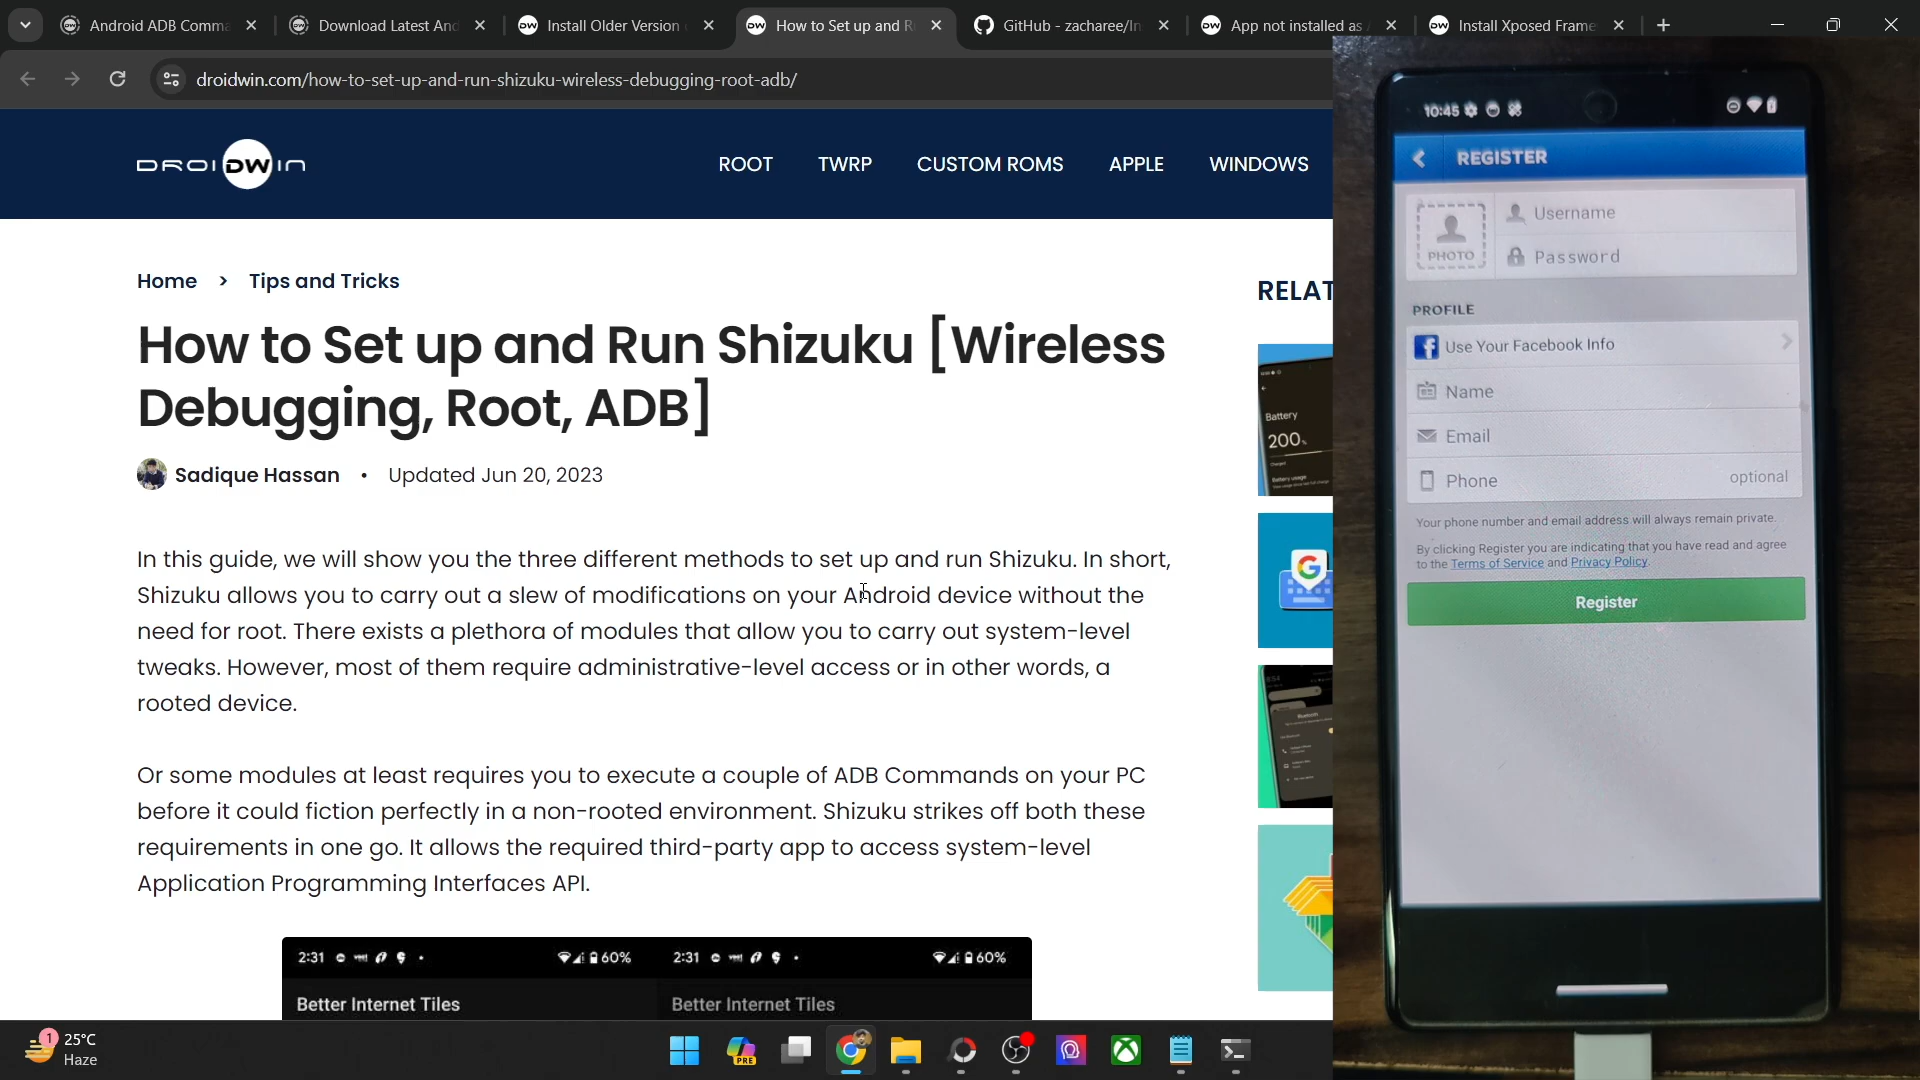 Android ADB Comma
Download Latest And
Install Older Version
How to Set up and R
GitHub - zacharee/In
App not installed as
Install Xposed Frame
droidwin.com/how-to-set-up-and-run-shizuku-wireless-debugging-root-adb/
DROIDWIN
ROOT
TWRP
CUSTOM ROMS
APPLE
WINDOWS
Home > Tips and Tricks
How to Set up and Run Shizuku [Wireless
Debugging, Root, ADB]
Sadique Hassan • Updated Jun 20, 2023
In this guide, we will show you the three different methods to set up and run Shizuku. In short,
Shizuku allows you to carry out a slew of modifications on your Android device without the
need for root. There exists a plethora of modules that allow you to carry out system-level
tweaks. However, most of them require administrative-level access or in other words, a
rooted device.
Or some modules at least requires you to execute a couple of ADB Commands on your PC
before it could fiction perfectly in a non-rooted environment. Shizuku strikes off both these
requirements in one go. It allows the required third-party app to access system-level
Application Programming Interfaces API.
2:31 60% 2:31 60%
Better Internet Tiles Better Internet Tiles
RELAT
Battery
200%
10:45
REGISTER
PHOTO
Username
Password
PROFILE
Use Your Facebook Info
Name
Email
Phone optional
Your phone number and email address will always remain private.
By clicking Register you are indicating that you have read and agree
to the Terms of Service and Privacy Policy.
Register
1
25°C
Haze
PRE